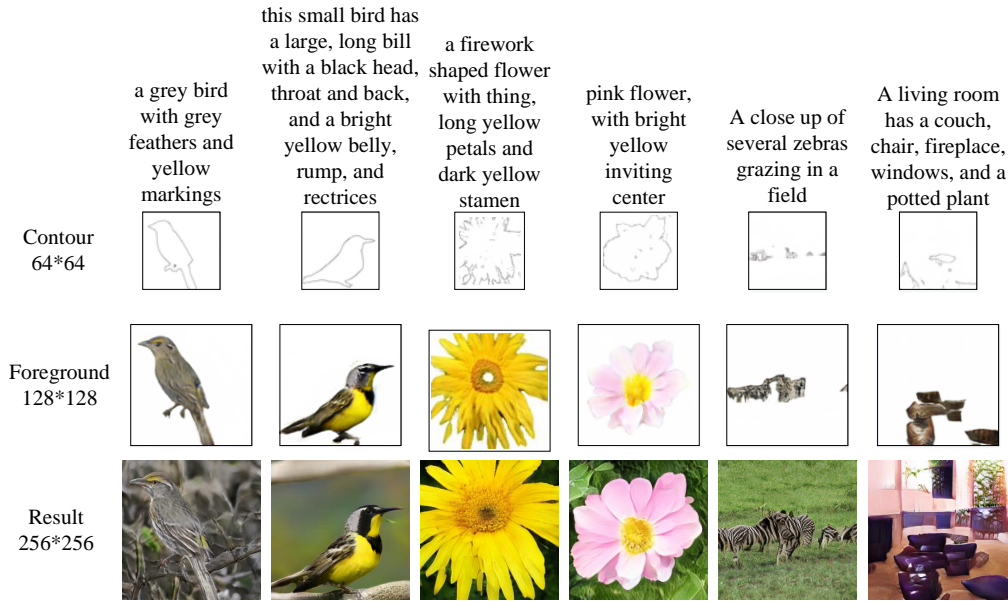 a grey bird
with grey
feathers and
yellow
markings
this small bird has
a large, long bill
with a black head,
throat and back,
and a bright
yellow belly,
rump, and
rectrices
a firework
shaped flower
with thing,
long yellow
petals and
dark yellow
stamen
pink flower,
with bright
yellow
inviting
center
A close up of
several zebras
grazing in a
field
A living room
has a couch,
chair, fireplace,
windows, and a
potted plant
Contour
64*64
Foreground
128*128
Result
256*256